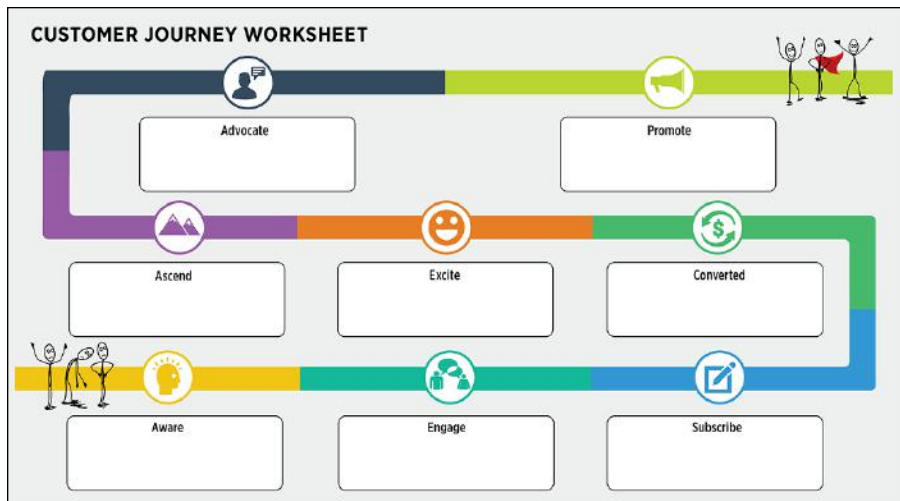 CUSTOMER JOURNEY WORKSHEET
Advocate
Promote
Ascend
Excite
$
Converted
Aware
Engage
Subscribe